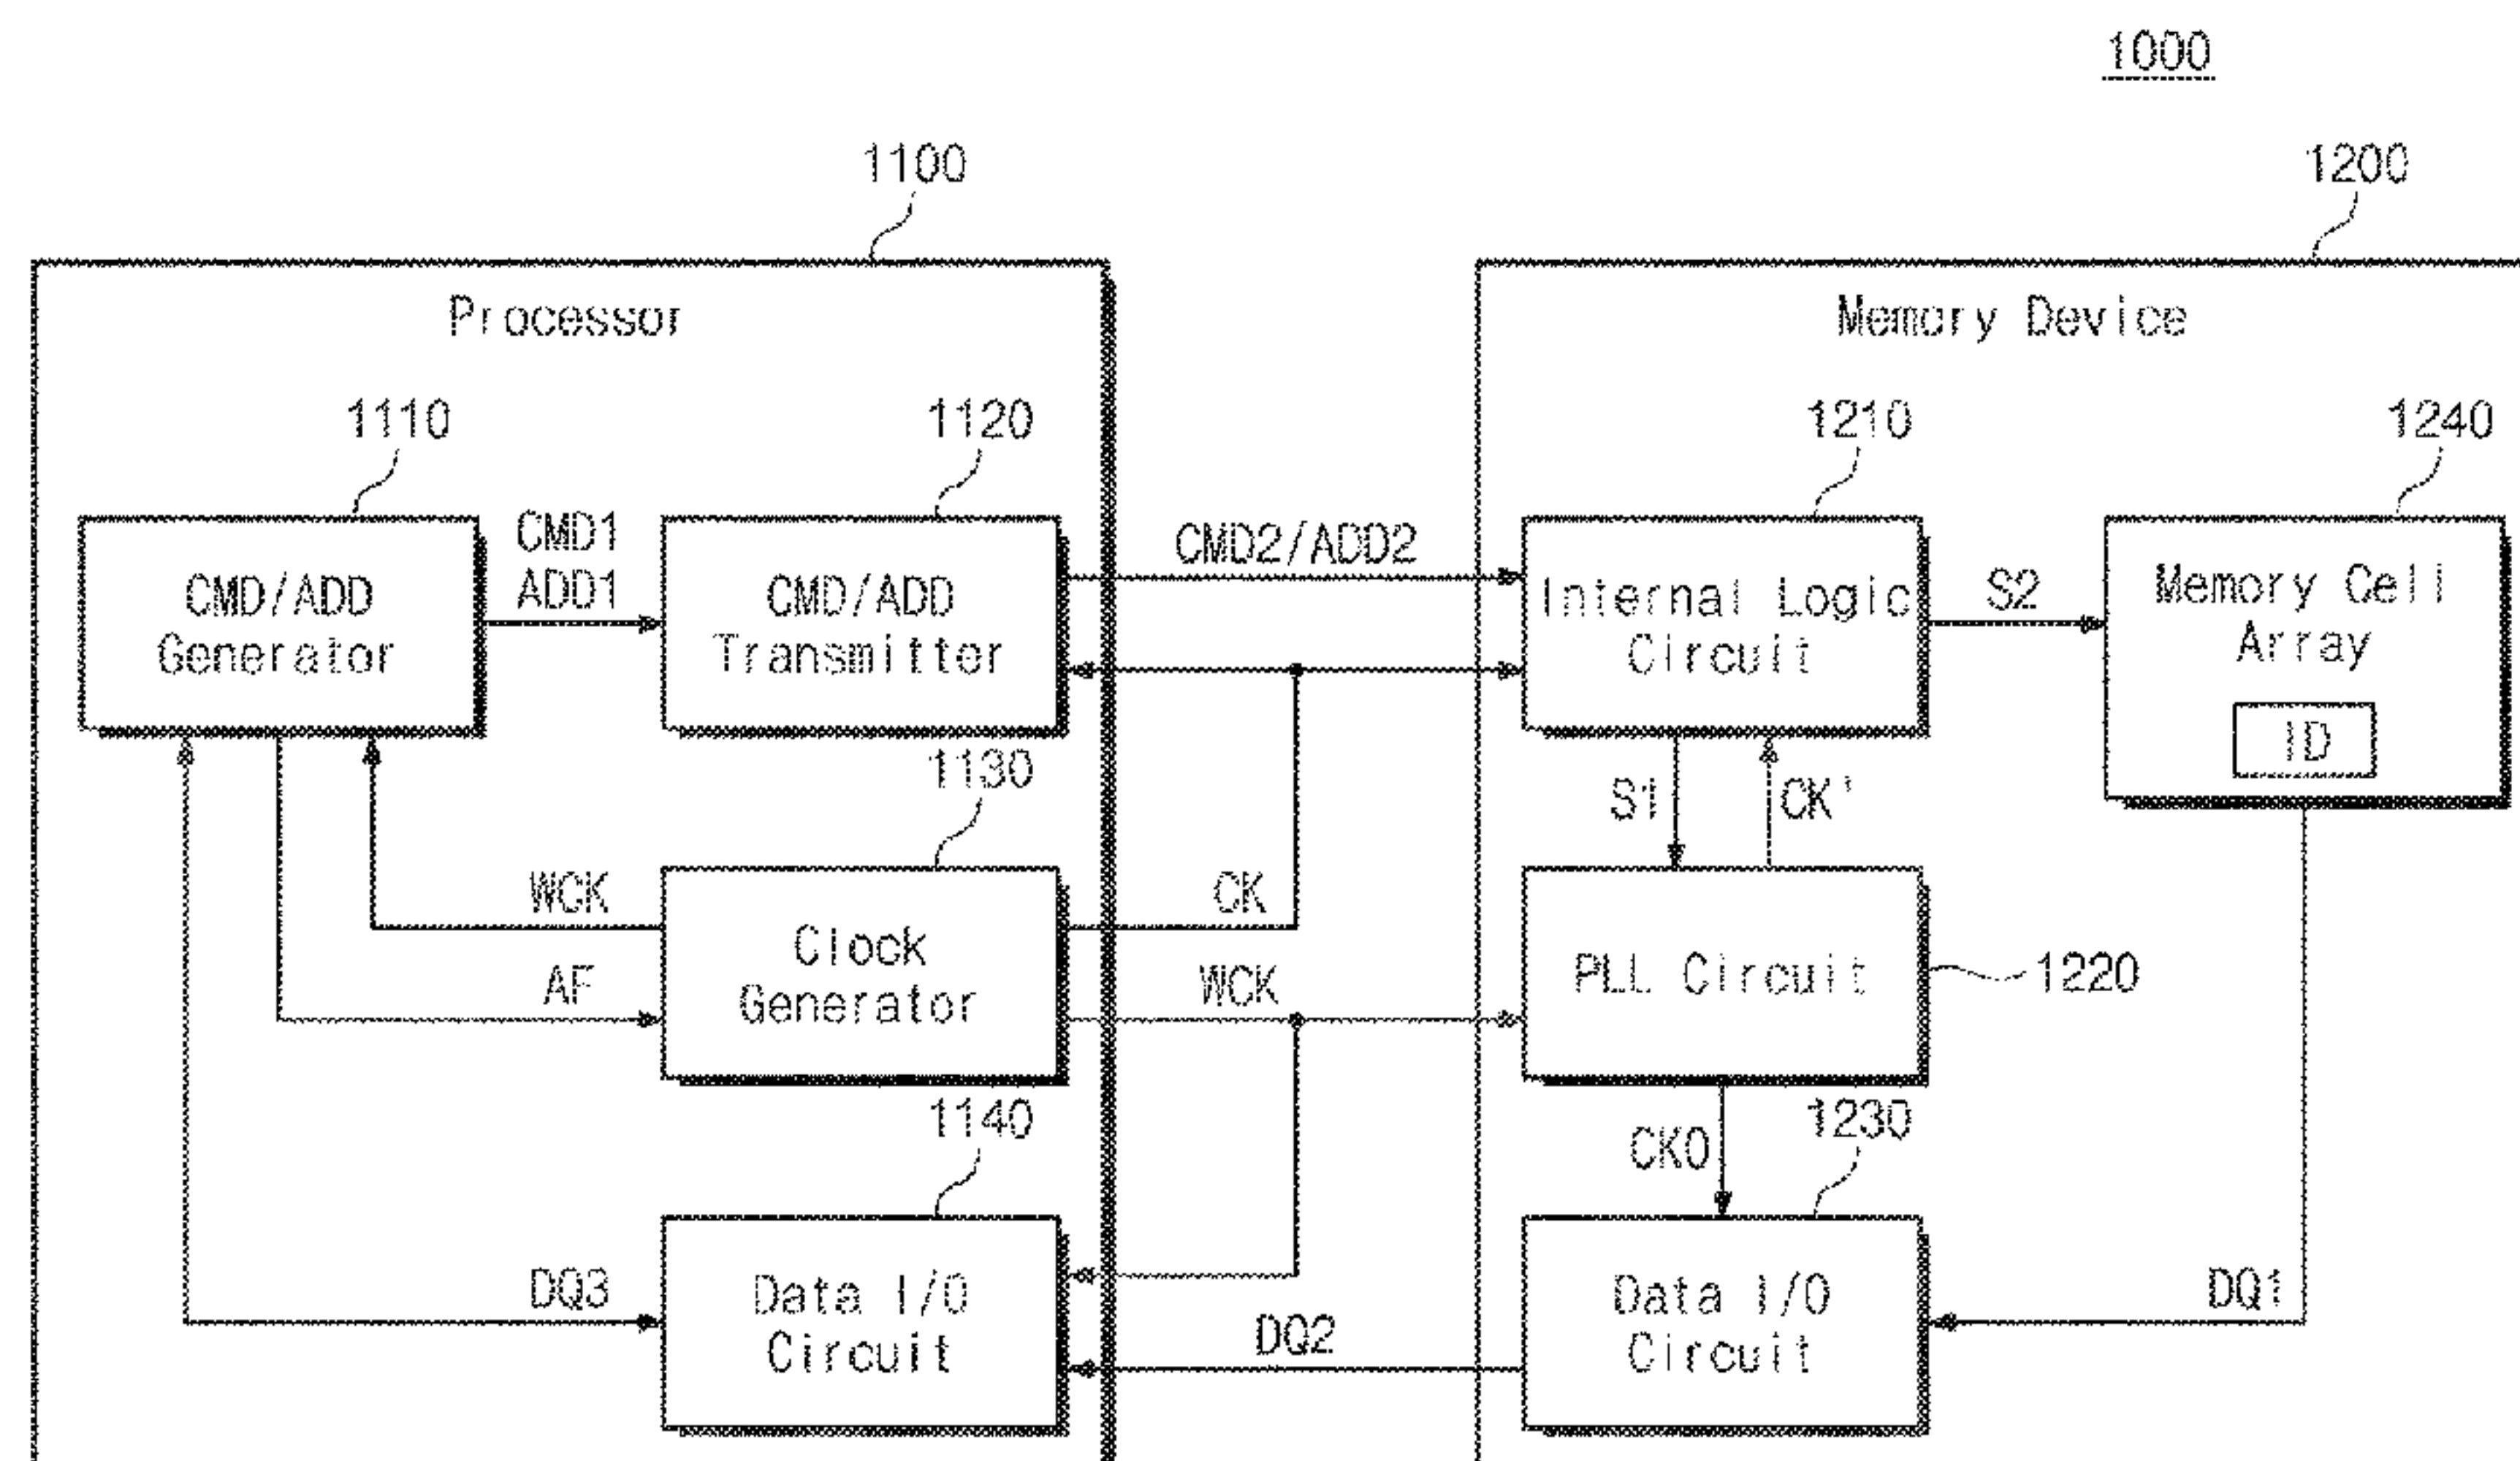 1000
1100
1200
Processor
Memory Device
1110
1120
1210
1240
CMD/ADD
Generator
CMD1
ADD1
CMD/ADD
Transmitter
CMD2/ADD2
Internal Logic
Circuit
S2
Memory Cell
Array
ID
1130
S1
CK'
WCK
AF
Clock
Generator
CK
WCK
PLL Circuit
1220
1140
CKO
1230
DQ3
Data I/O
Circuit
DQ2
Data I/O
Circuit
DQ1